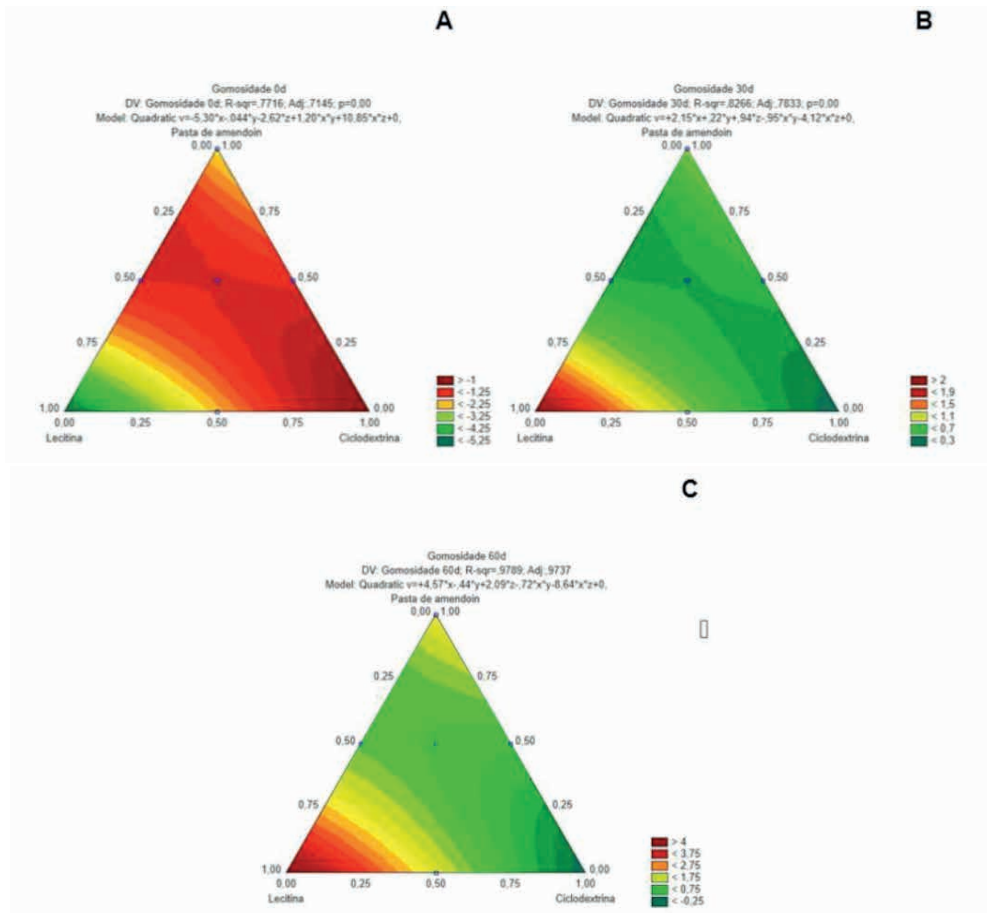 A
Gomosidade 0d
DV: Gomosidade 0d; R-sqr=,7716; Adj:,7145; p=0.00
Model: Quadratic v=-5,30*x-,044*y-2,62*z+1,20*x*y+10,85*x*z+0,
Pasta de amendoin
0.00 1.00
0.25 0.75
0.50 0.50
0.75 0.25
1.00 0.00
0.00 0.25 0.50 0.75 1.00
Lecitina Ciclodextrina
> -1
< -1,25
< -2,25
< -3,25
< -4,25
< -5,25
B
Gomosidade 30d
DV: Gomosidade 30d; R-sqr=,8266; Adj:,7833; p=0.00
Model: Quadratic v=+2,15*x+,22*y+,94*z-,95*x*y-4,12*x*z+0,
Pasta de amendoin
0.00 1.00
0.25 0.75
0.50 0.50
0.75 0.25
1.00 0.00
0.00 0.25 0.50 0.75 1.00
Lecitina Ciclodextrina
> 2
< 1,9
< 1,5
< 1,1
< 0,7
< 0,3
C
Gomosidade 60d
DV: Gomosidade 60d; R-sqr=,9789; Adj:,9737
Model: Quadratic v=+4,57*x-,44*y+2,09*z-,72*x*y-8,64*x*z+0,
Pasta de amendoin
0,00 1,00
0,25 0,75
0,50 0,50
0,75 0,25
1,00 0,00
0,00 0,25 0,50 0,75 1,00
Lecitina Ciclodextrina
> 4
< 3,75
< 2,75
< 1,75
< 0,75
< -0,25